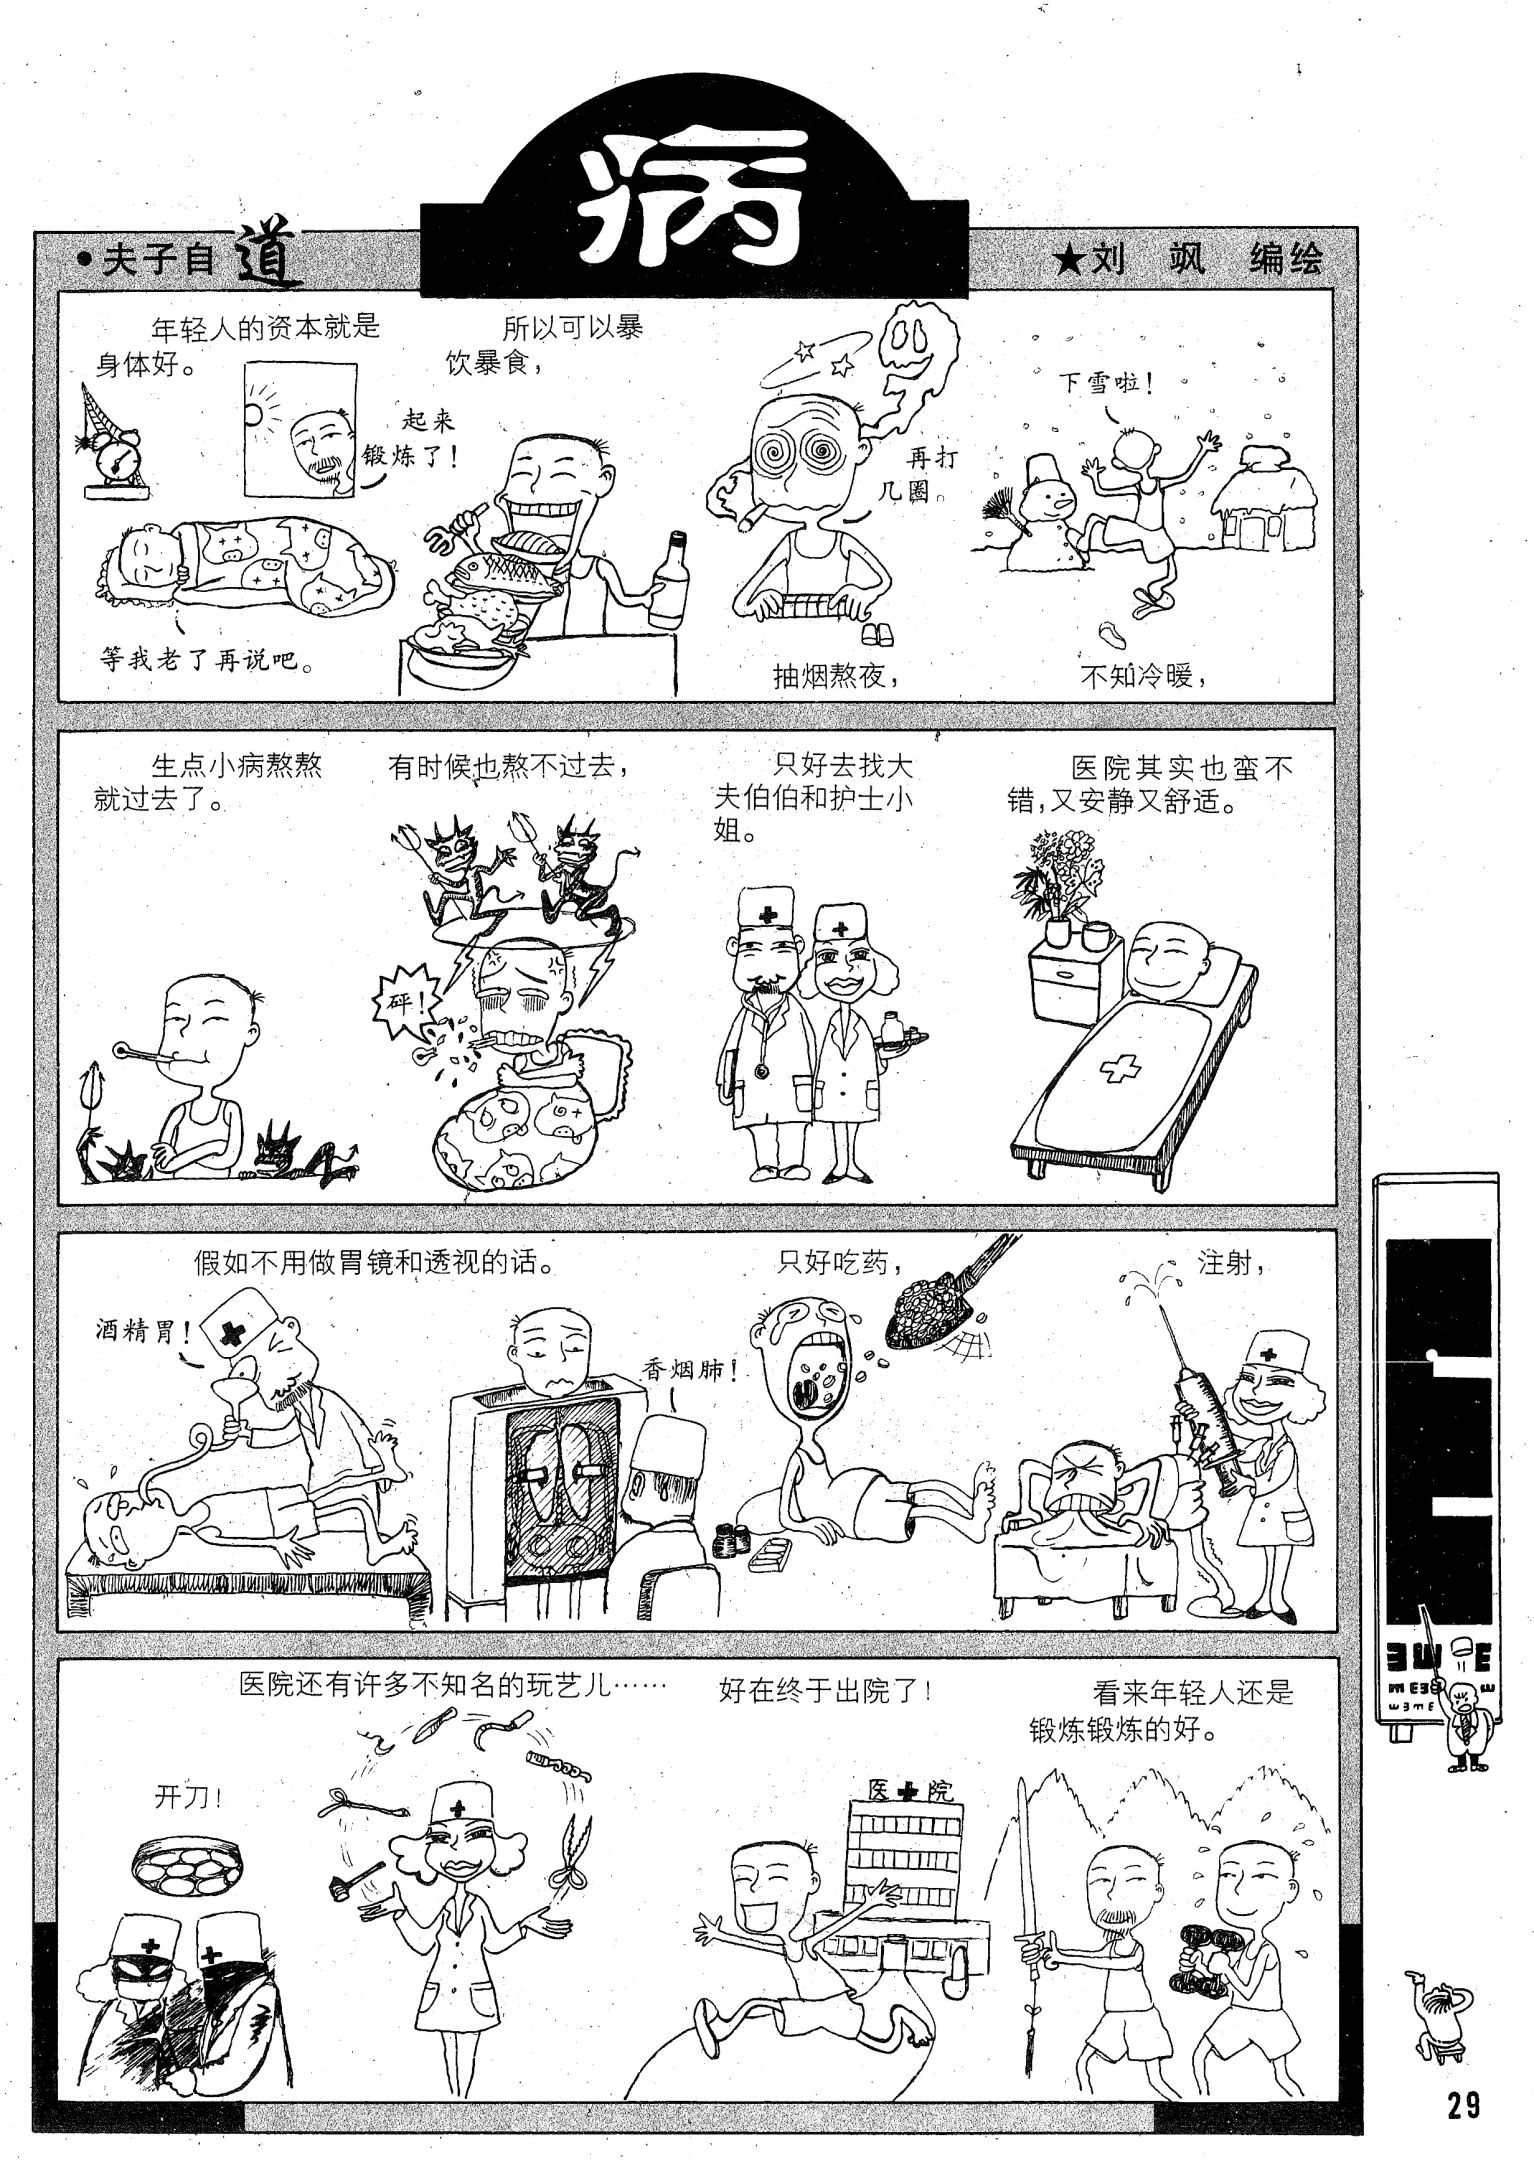 病
•夫子自道
★刘 飒 编绘
年轻人的资本就是
身体好。
起来
锻炼了！
等我老了再说吧。
所以可以暴
饮暴食，
再打
几圈。
抽烟熬夜，
下雪啦！
不知冷暖，
生点小病熬熬
就过去了。
有时候也熬不过去，
砰！
只好去找大
夫伯伯和护士小
姐。
医院其实也蛮不
错，又安静又舒适。
假如不用做胃镜和透视的话。
酒精胃！
香烟肺！
只好吃药，
注射，
医院还有许多不知名的玩艺儿……
开刀！
好在终于出院了！
医 院
看来年轻人还是
锻炼锻炼的好。
29